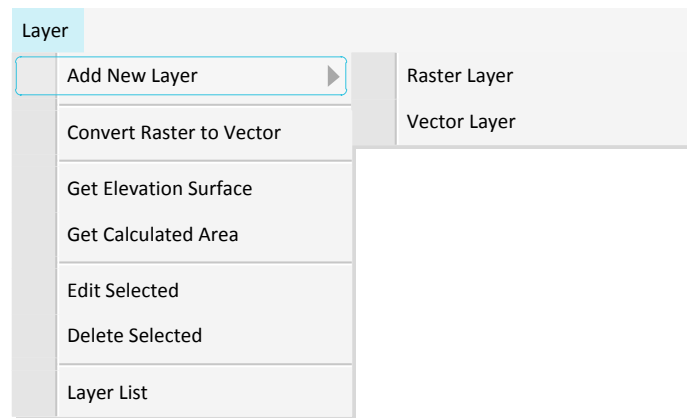 Layer
Add New Layer
Raster Layer
Vector Layer
Convert Raster to Vector
Get Elevation Surface
Get Calculated Area
Edit Selected
Delete Selected
Layer List